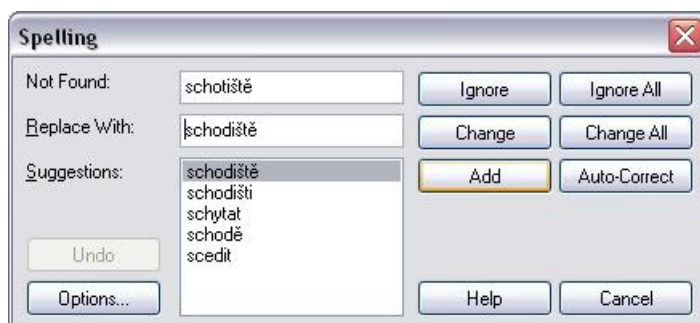 Spelling
Not Found: schotiště Ignore Ignore All
Replace With: schodiště Change Change All
Suggestions: schodiště Add Auto-Correct
schodišti
schytat
schodě
Undo scedit
Options... Help Cancel